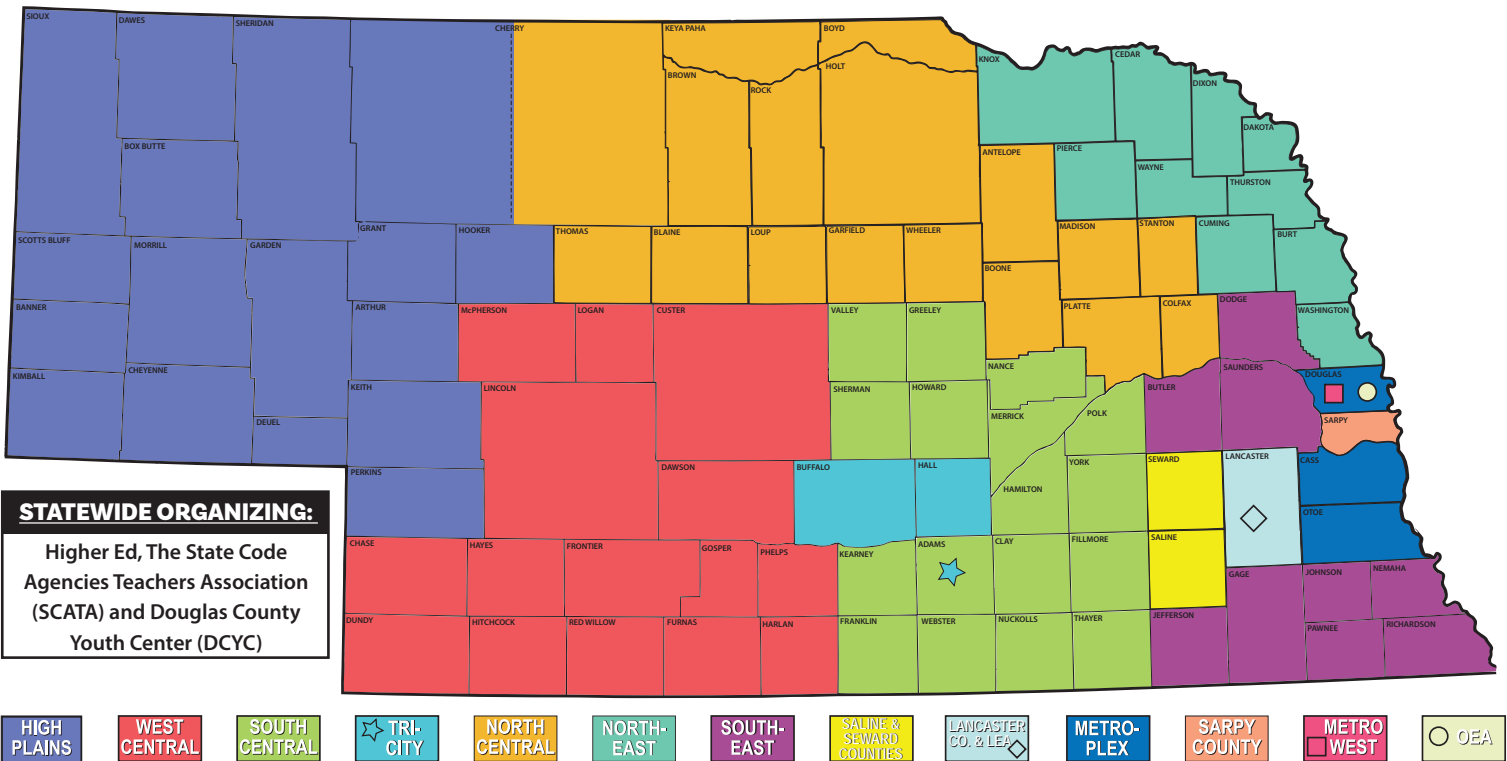 SIOUX
DAWES
SHERIDAN
CHERRY
KEYA PAHA
BOYD
KNOX
CEDAR
DIXON
DAKOTA
BROWN
ROCK
HOLT
BOX BUTTE
ANTELOPE
PIERCE
WAYNE
THURSTON
SCOTTS BLUFF
MORRILL
GARDEN
GRANT
HOOKER
THOMAS
BLAINE
LOUP
GARFIELD
WHEELER
BOONE
MADISON
STANTON
CUMING
BURT
BANNER
ARTHUR
McPHERSON
LOGAN
CUSTER
VALLEY
GREELEY
PLATTE
COLFAX
DODGE
WASHINGTON
KIMBALL
CHEYENNE
DEUEL
KEITH
LINCOLN
SHERMAN
HOWARD
NANCE
MERRICK
POLK
BUTLER
SAUNDERS
DOUGLAS
SARPY
PERKINS
DAWSON
BUFFALO
HALL
HAMILTON
YORK
SEWARD
LANCASTER
CASS
OTOE
CHASE
HAYES
FRONTIER
GOSPER
PHELPS
KEARNEY
ADAMS
CLAY
FILLMORE
SALINE
GAGE
JOHNSON
NEMAHA
DUNDY
HITCHCOCK
RED WILLOW
FURNAS
HARLAN
FRANKLIN
WEBSTER
NUCKOLLS
THAYER
JEFFERSON
PAWNEE
RICHARDSON
STATEWIDE ORGANIZING:
Higher Ed, The State Code
Agencies Teachers Association
(SCATA) and Douglas County
Youth Center (DCYC)
HIGH
PLAINS
WEST
CENTRAL
SOUTH
CENTRAL
TRI-
CITY
NORTH
CENTRAL
NORTH-
EAST
SOUTH-
EAST
SALINE &
SEWARD
COUNTIES
LANCASTER
CO. & LEA
METRO-
PLEX
SARPY
COUNTY
METRO
WEST
OEA